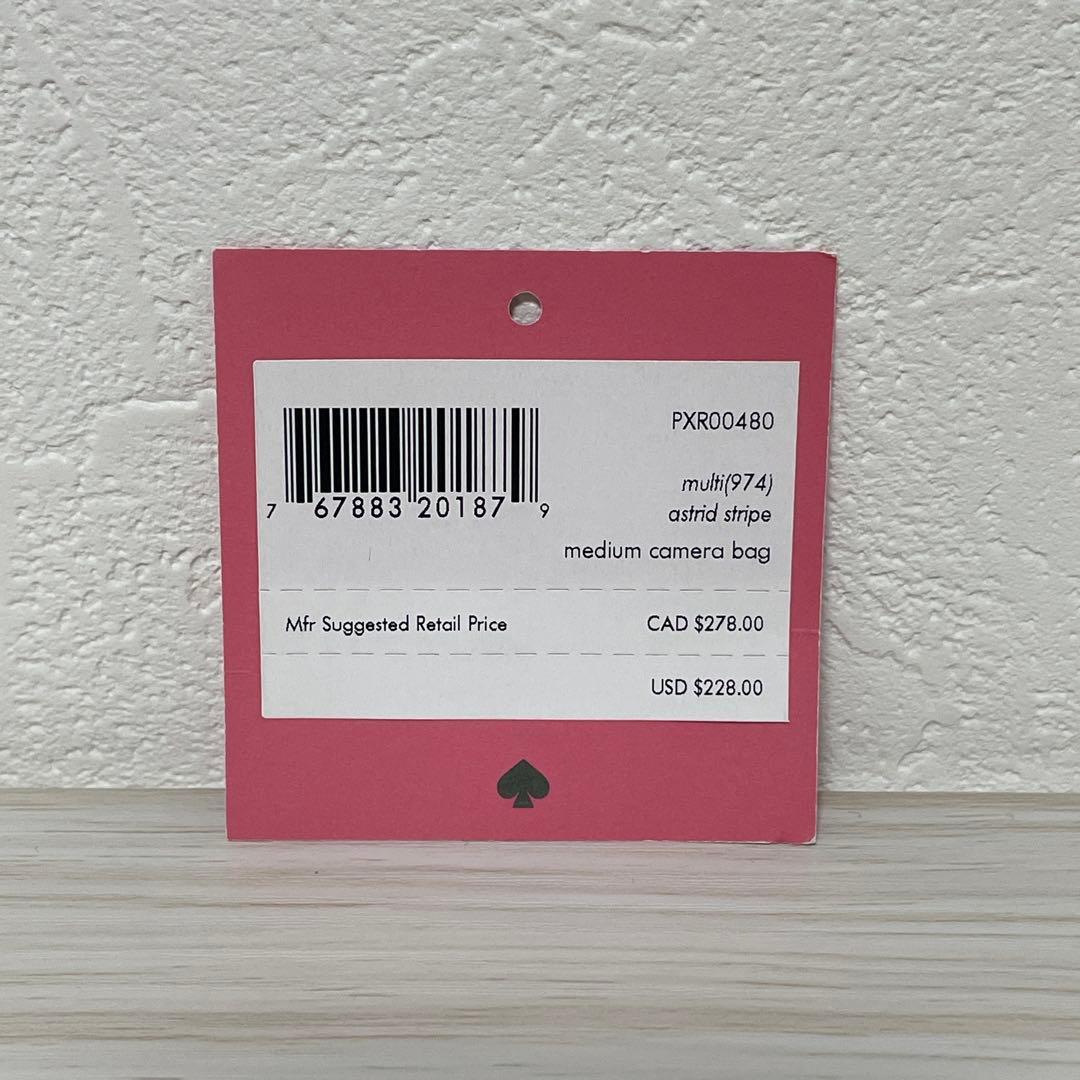 PXR00480
multi(974)
astrid stripe
7 67883 20187 9
medium camera bag
Mfr Suggested Retail Price CAD $278.00
USD $228.00